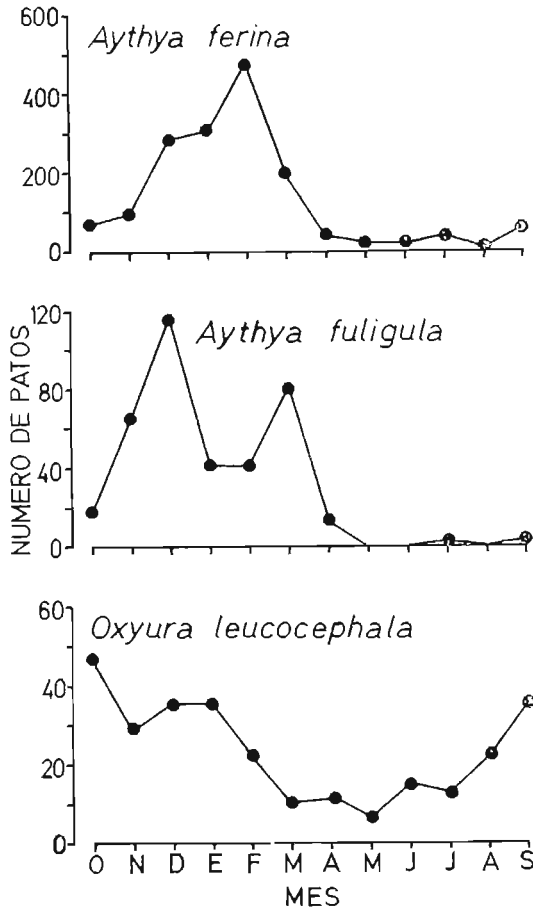 600
Aythya ferina
400
200
0
120
Aythya fuligula
80
40
0
NUMERO DE PATOS
60
Oxyura leucocephala
40
20
0
O N D E F M A M J J A S
MES